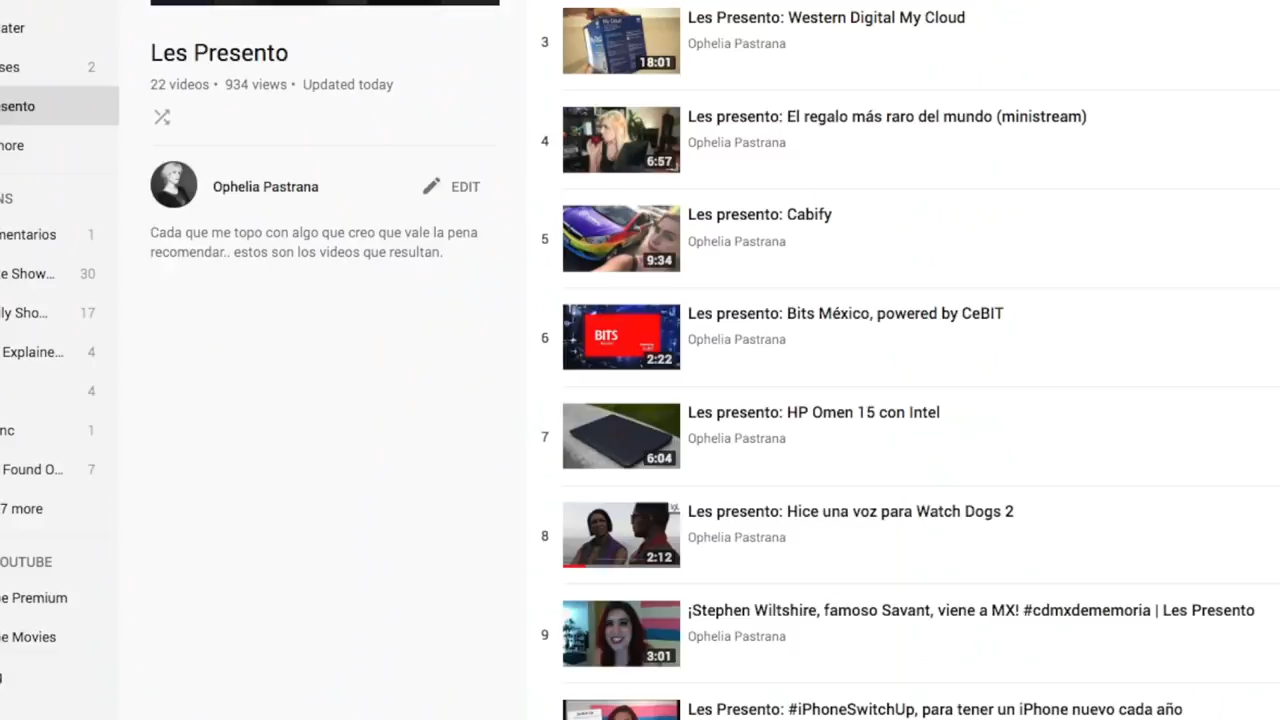 ater
ses 2
esento
nore
NS
nentarios 1
e Show... 30
ily Sho... 17
Explaine... 4
4
nc 1
Found O... 7
7 more
OUTUBE
e Premium
e Movies
g
Les Presento
22 videos • 934 views • Updated today
Ophelia Pastrana
EDIT
Cada que me topo con algo que creo que vale la pena
recomendar.. estos son los videos que resultan.
3
18:01
Les Presento: Western Digital My Cloud
Ophelia Pastrana
4
6:57
Les presento: El regalo más raro del mundo (ministream)
Ophelia Pastrana
5
9:34
Les presento: Cabify
Ophelia Pastrana
6
BITS
2:22
Les presento: Bits México, powered by CeBIT
Ophelia Pastrana
7
6:04
Les presento: HP Omen 15 con Intel
Ophelia Pastrana
8
2:12
Les presento: Hice una voz para Watch Dogs 2
Ophelia Pastrana
9
3:01
¡Stephen Wiltshire, famoso Savant, viene a MX! #cdmxdememoria | Les Presento
Ophelia Pastrana
Les Presento: #iPhoneSwitchUp, para tener un iPhone nuevo cada año